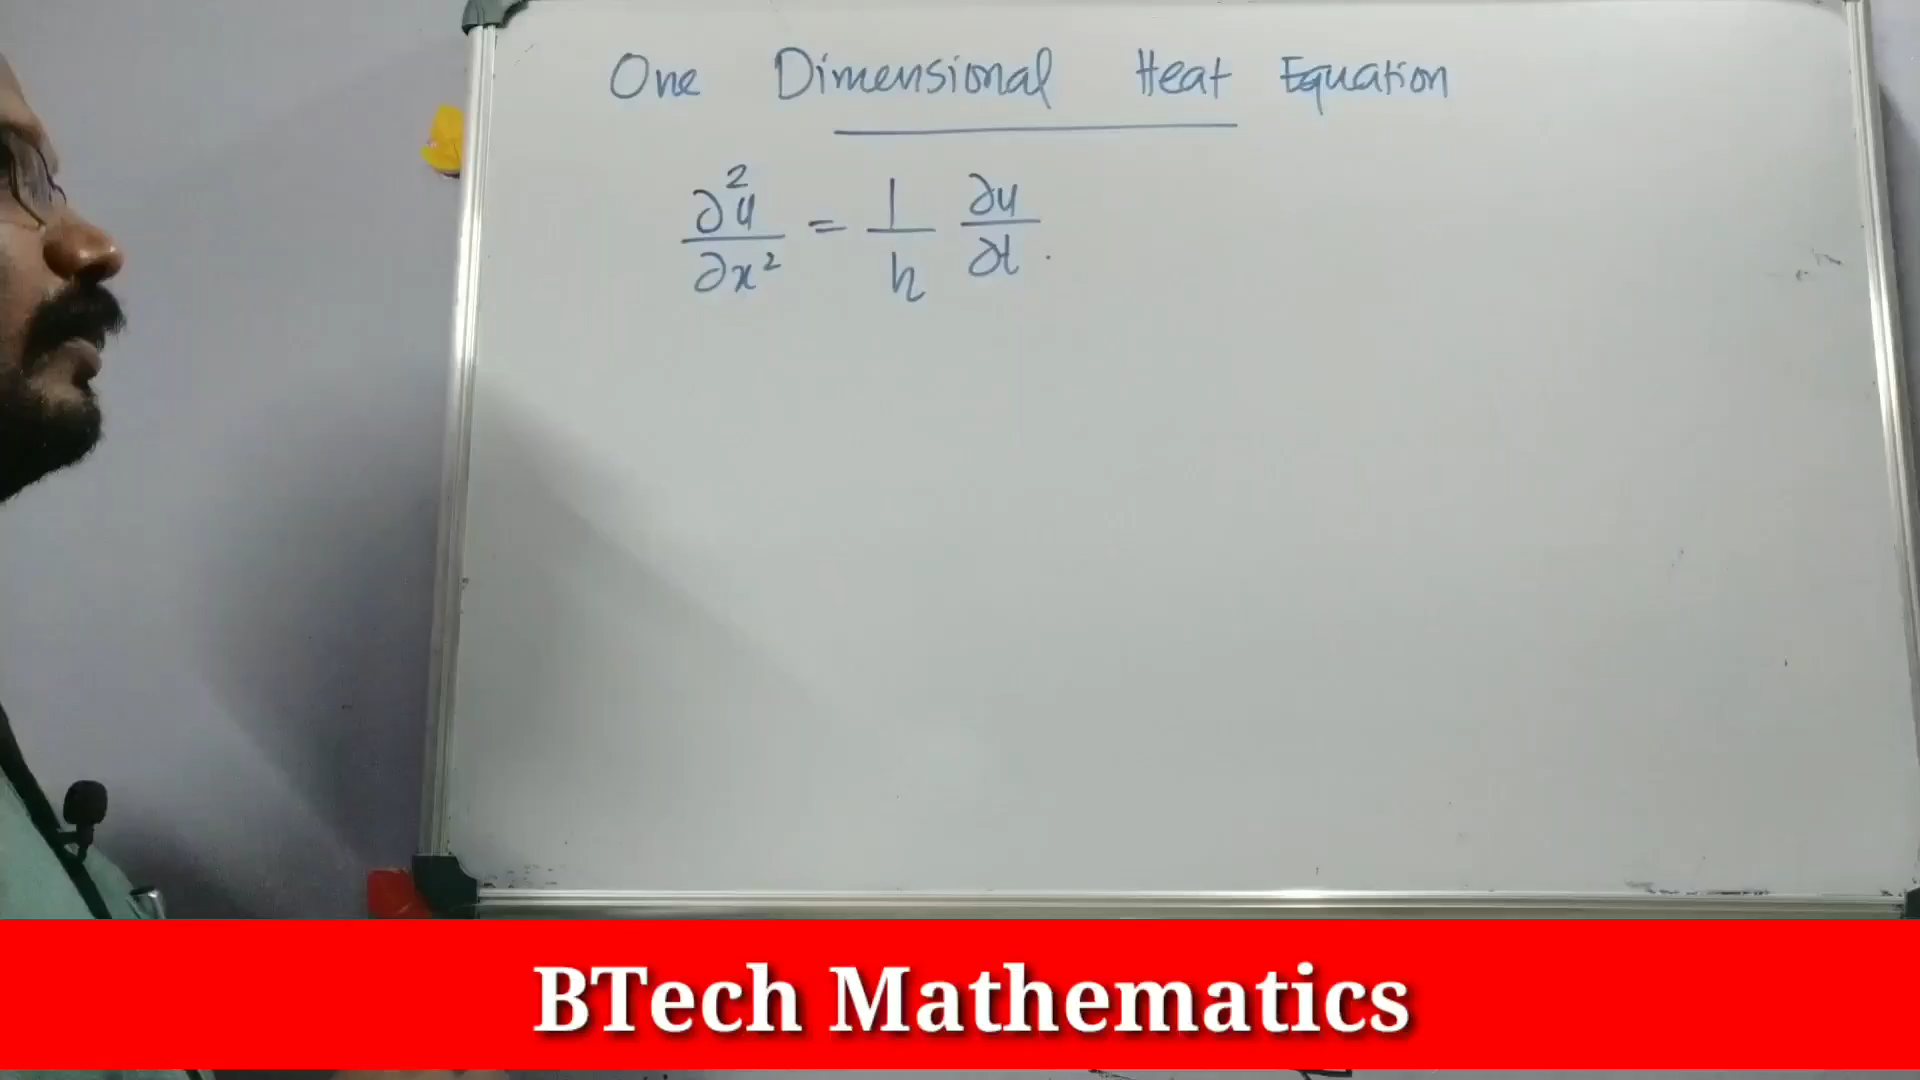 One Dimensional Heat Equation
∂²u/∂x² = 1/h ∂u/∂t.
BTech Mathematics